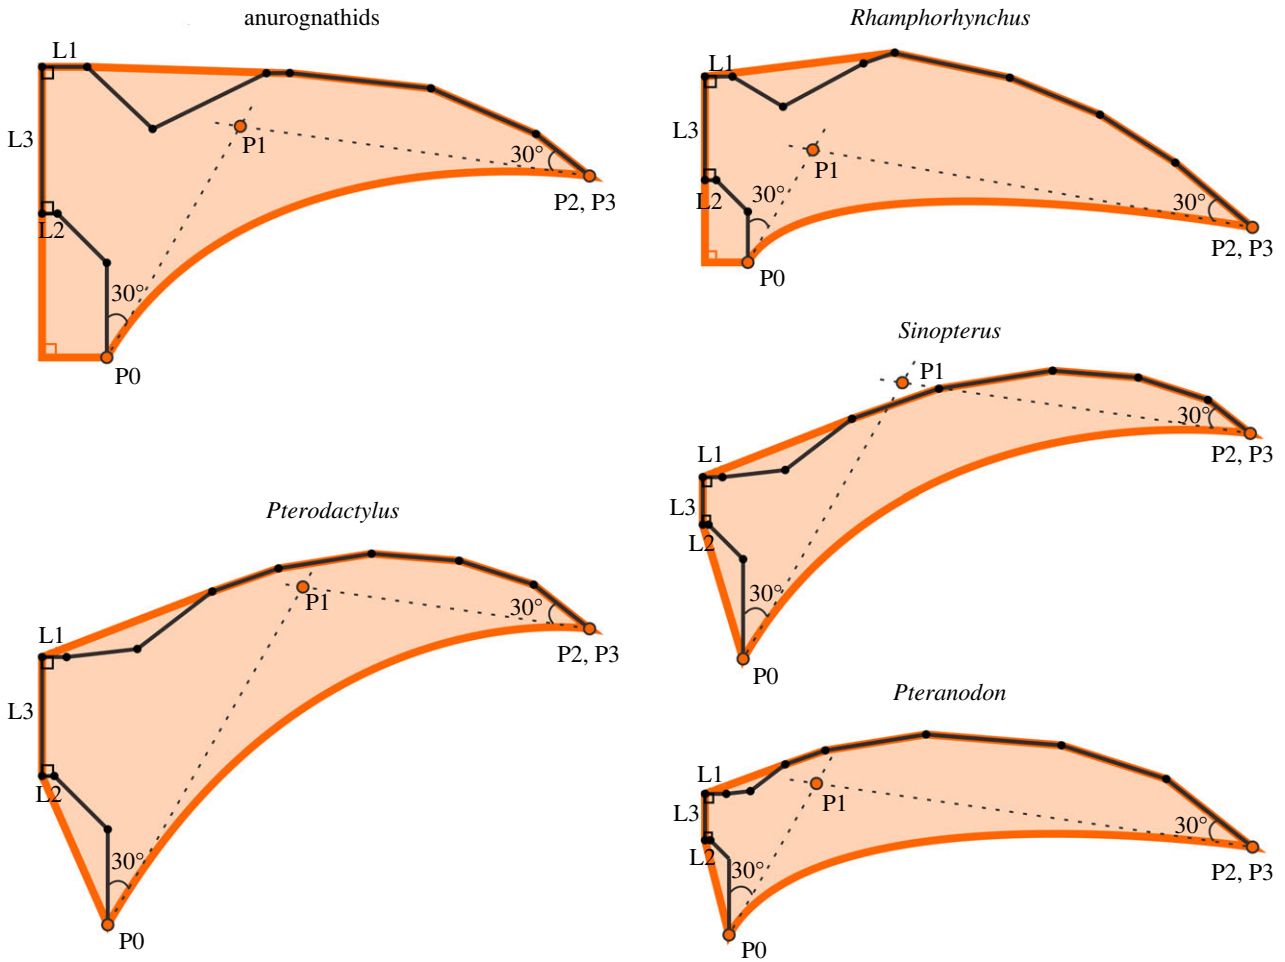 anurognathids
L1
L3
P1
30°
P2, P3
L2
30°
P0
Rhamphorhynchus
L1
L3
P1
L2
30°
30°
P2, P3
P0
Sinopterus
P1
30°
L1
P2, P3
L3
L2
30°
P0
Pterodactylus
P1
30°
L1
P2, P3
L3
L2
30°
P0
Pteranodon
L1
L3
P1
30°
L2
30°
P2, P3
P0